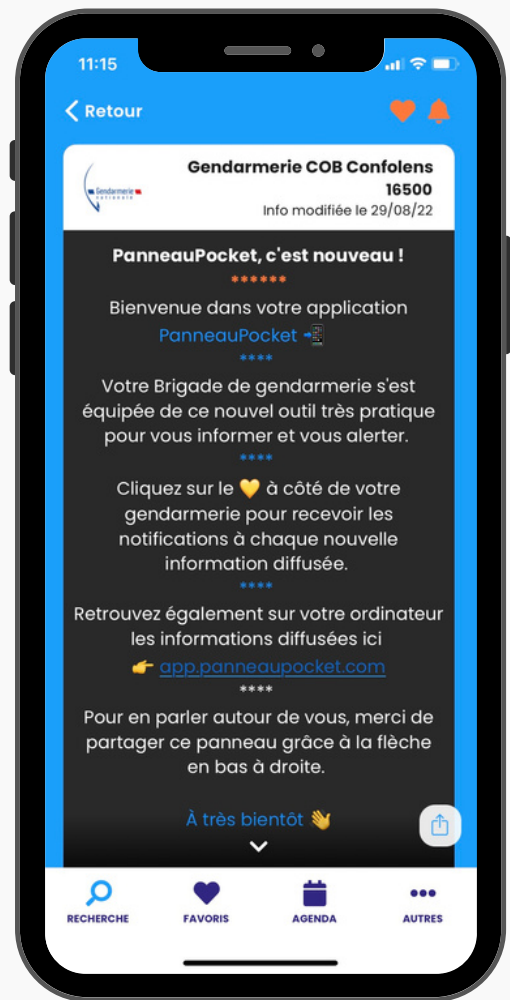 11:15
Retour
Gendarmerie nationale
Gendarmerie COB Confolens
16500
Info modifiée le 29/08/22
PanneauPocket, c'est nouveau !
******
Bienvenue dans votre application
PanneauPocket 📲
****
Votre Brigade de gendarmerie s'est
équipée de ce nouvel outil très pratique
pour vous informer et vous alerter.
****
Cliquez sur le 💛 à côté de votre
gendarmerie pour recevoir les
notifications à chaque nouvelle
information diffusée.
****
Retrouvez également sur votre ordinateur
les informations diffusées ici
👉 app.panneaupocket.com
****
Pour en parler autour de vous, merci de
partager ce panneau grâce à la flèche
en bas à droite.
À très bientôt 👋
RECHERCHE
FAVORIS
AGENDA
AUTRES